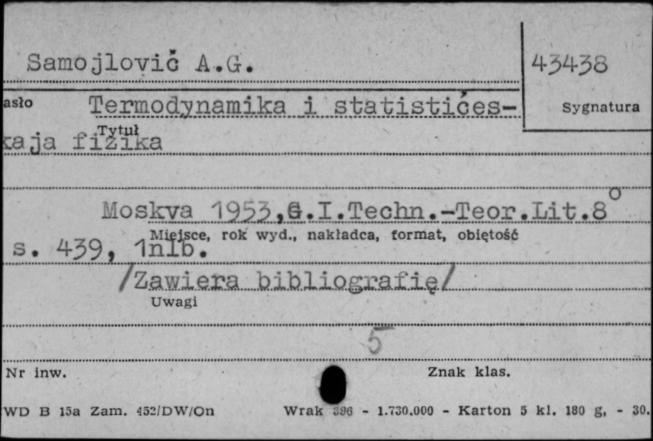 Samojlović A.G.
43438
asło
Termodynamika i statistićes-
Sygnatura
Tytuł
kaja fizika
Moskva 1953,G.I.Techn.-Teor.Lit.8°
Miejsce, rok wyd., nakładca, format, objętość
s. 439, 1nlb.
/Zawiera bibliografię/
Uwagi
5
Nr inw.
Znak klas.
WD B 15a Zam. 452/DW/On
Wrak 396 - 1.730.000 - Karton 5 kl. 180 g, - 30.